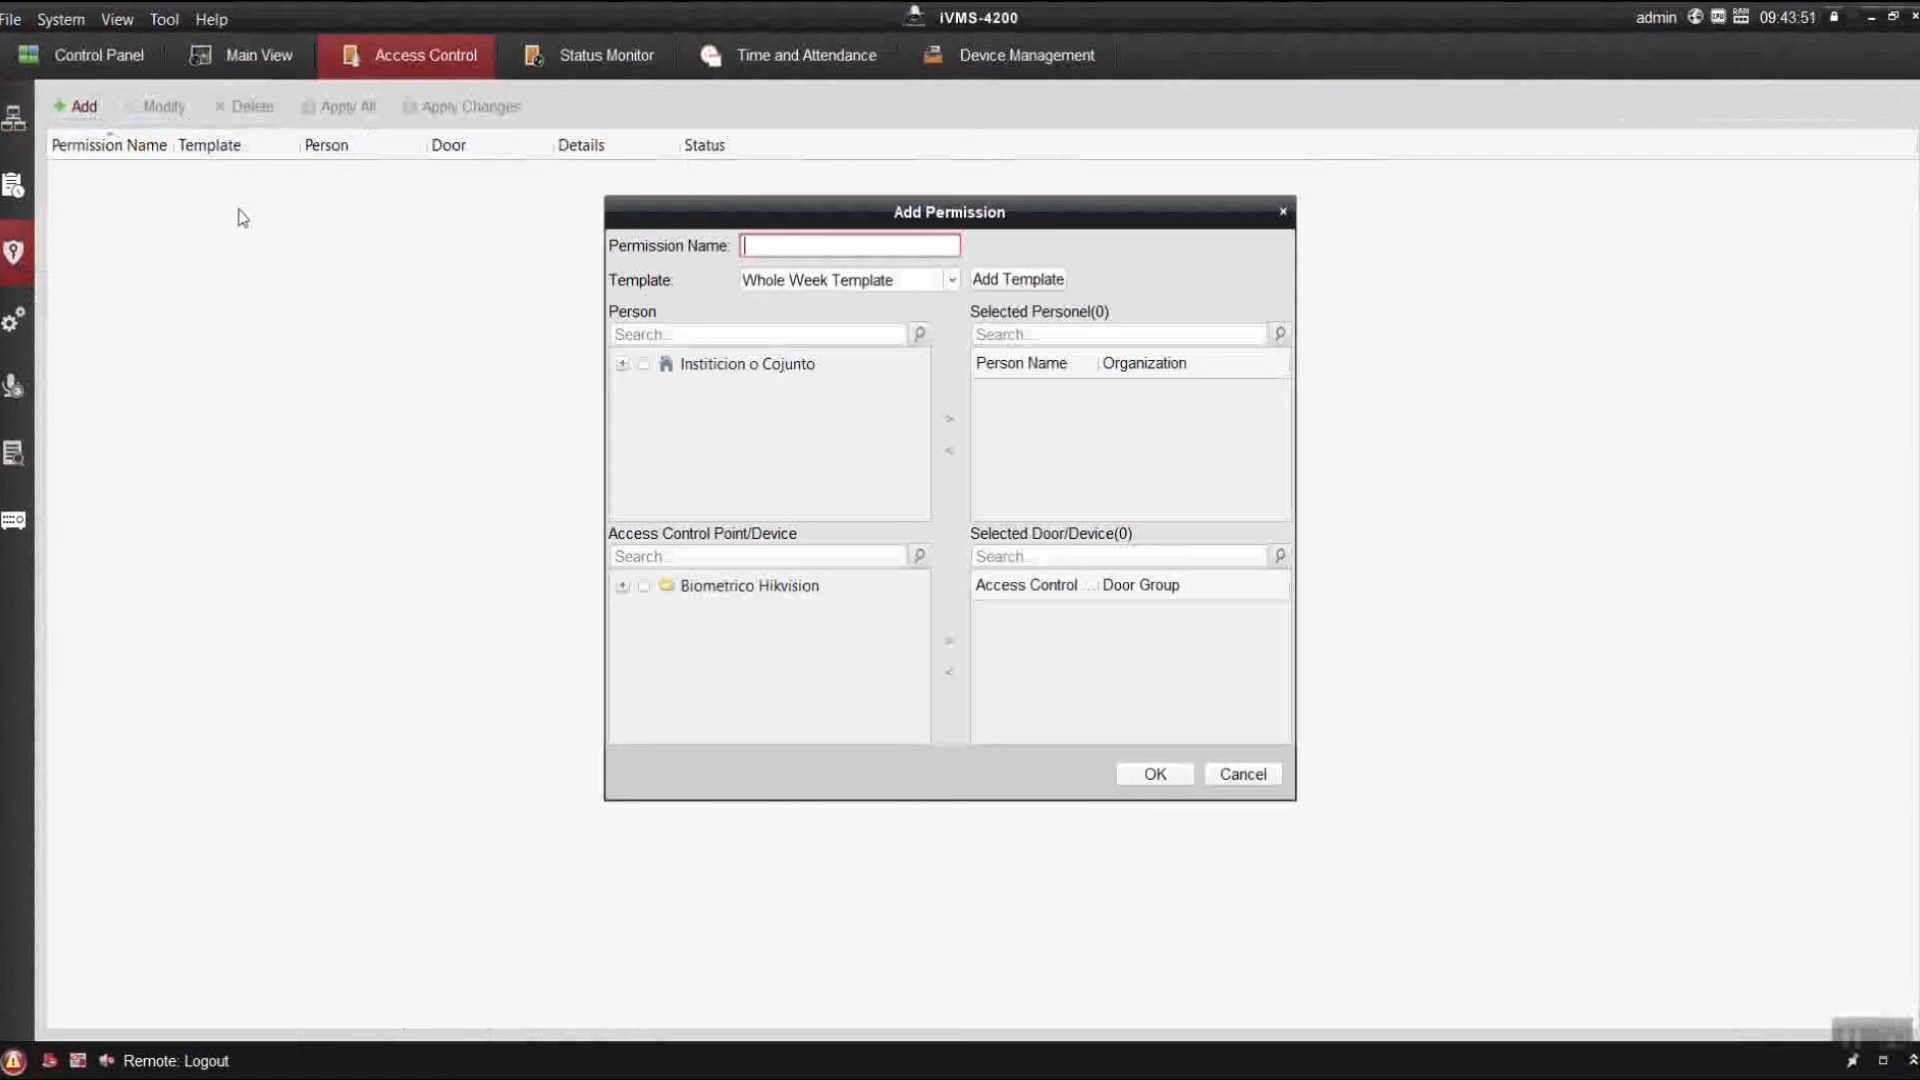 File System View Tool Help iVMS-4200 admin 09:43:51
Control Panel Main View Access Control Status Monitor Time and Attendance Device Management
Add Modify Delete Apply All Apply Changes
Permission Name Template Person Door Details Status
Add Permission
Permission Name:
Template: Whole Week Template Add Template
Person Selected Personel(0)
Search... Search...
Institicion o Cojunto Person Name Organization
>
<
Access Control Point/Device Selected Door/Device(0)
Search... Search...
Biometrico Hikvision Access Control ... Door Group
>
<
OK Cancel
Remote: Logout